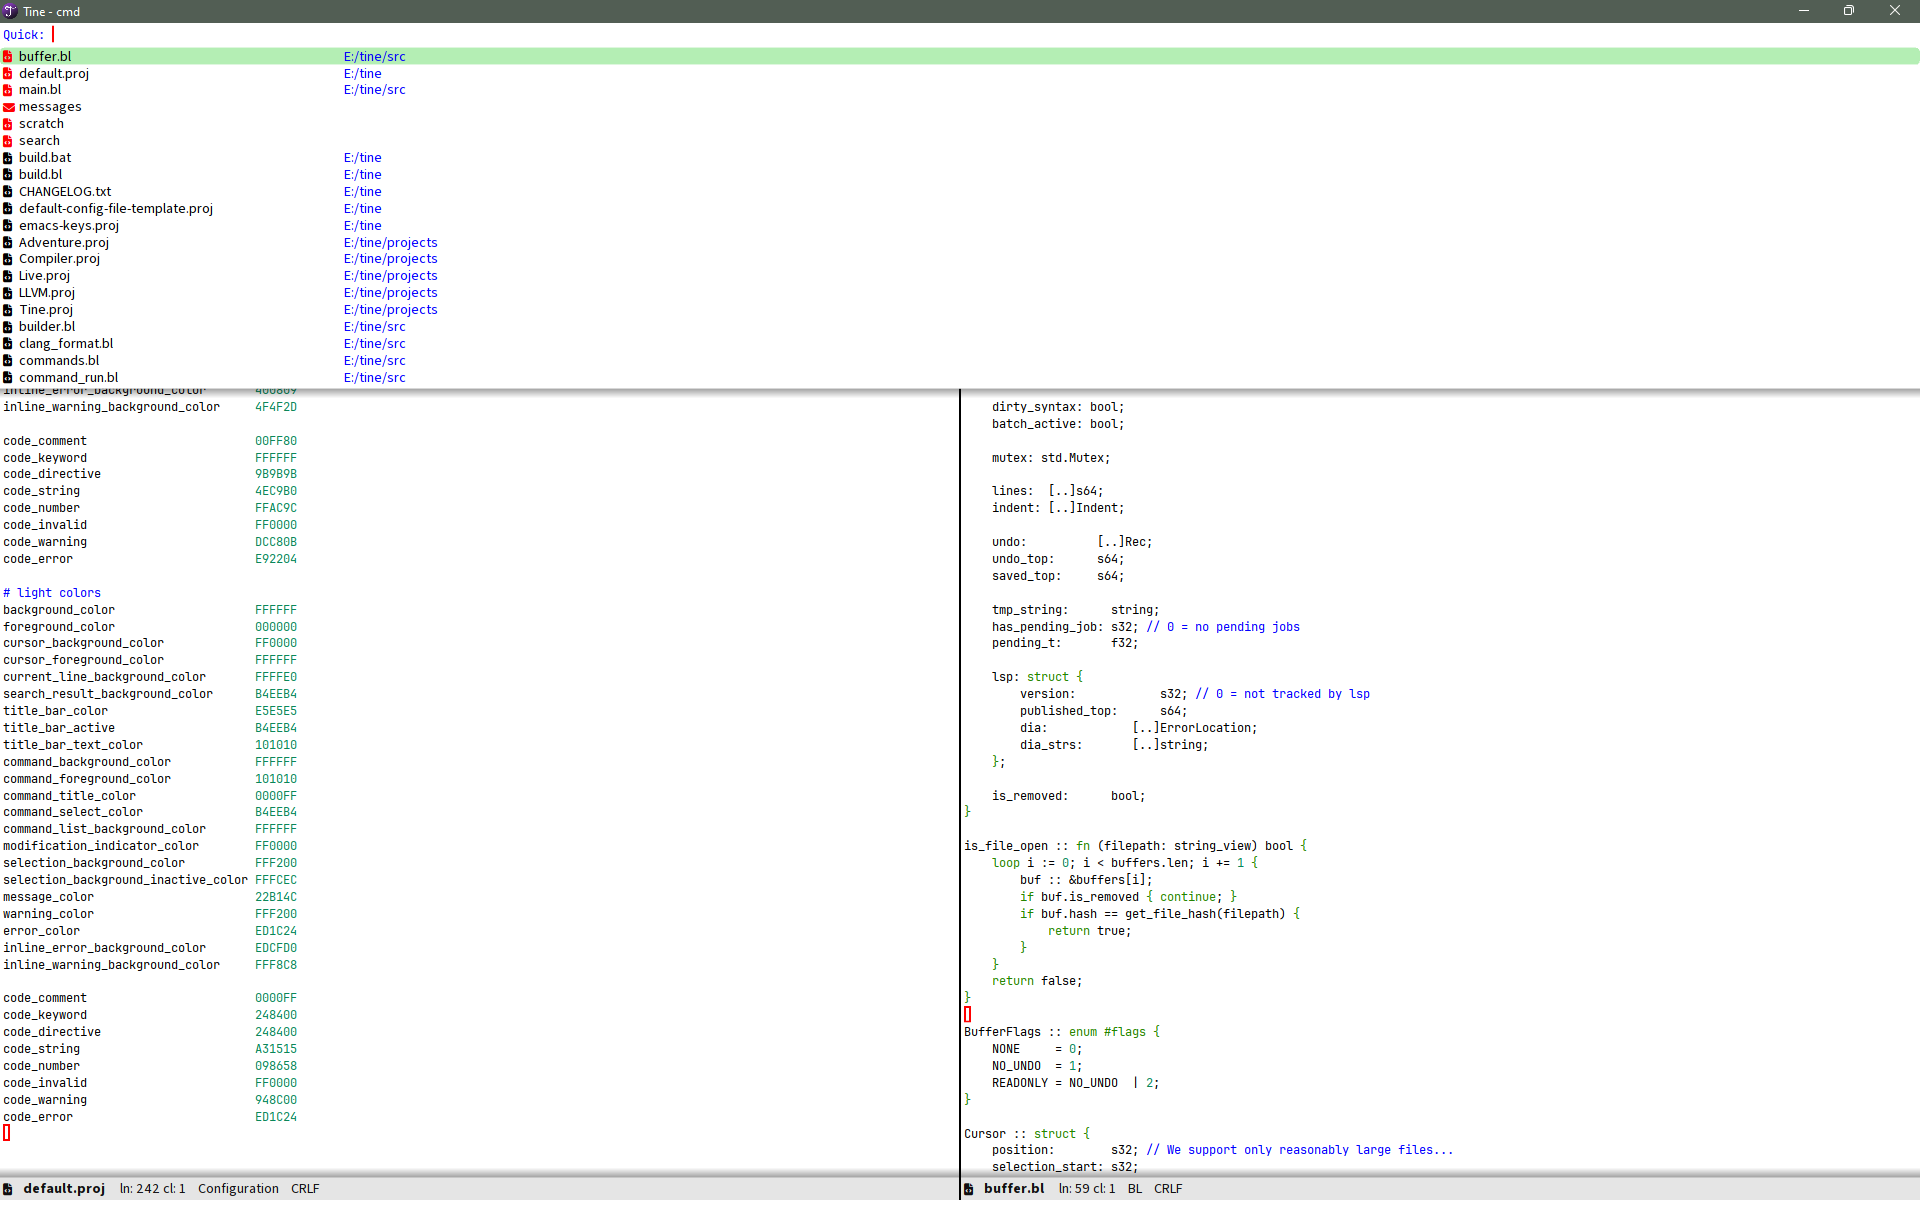 Tine - cmd
Quick:
buffer.bl E:/tine/src
default.proj E:/tine
main.bl E:/tine/src
messages
scratch
search
build.bat E:/tine
build.bl E:/tine
CHANGELOG.txt E:/tine
default-config-file-template.proj E:/tine
emacs-keys.proj E:/tine
Adventure.proj E:/tine/projects
Compiler.proj E:/tine/projects
Live.proj E:/tine/projects
LLVM.proj E:/tine/projects
Tine.proj E:/tine/projects
builder.bl E:/tine/src
clang_format.bl E:/tine/src
commands.bl E:/tine/src
command_run.bl E:/tine/src
inline_error_background_color
inline_warning_background_color 4F4F2D
code_comment 00FF80
code_keyword FFFFFF
code_directive 9B9B9B
code_string 4EC9B0
code_number FFAC9C
code_invalid FF0000
code_warning DCC80B
code_error E92204
# light colors
background_color FFFFFF
foreground_color 000000
cursor_background_color FF0000
cursor_foreground_color FFFFFF
current_line_background_color FFFFE0
search_result_background_color B4EEB4
title_bar_color E5E5E5
title_bar_active B4EEB4
title_bar_text_color 101010
command_background_color FFFFFF
command_foreground_color 101010
command_title_color 0000FF
command_select_color B4EEB4
command_list_background_color FFFFFF
modification_indicator_color FF0000
selection_background_color FFF200
selection_background_inactive_color FFFCEC
message_color 22B14C
warning_color FFF200
error_color ED1C24
inline_error_background_color EDCFD0
inline_warning_background_color FFF8C8
code_comment 0000FF
code_keyword 248400
code_directive 248400
code_string A31515
code_number 098658
code_invalid FF0000
code_warning 948C00
code_error ED1C24
default.proj ln: 242 cl: 1 Configuration CRLF
dirty_syntax: bool;
batch_active: bool;
mutex: std.Mutex;
lines: [..]s64;
indent: [..]Indent;
undo: [..]Rec;
undo_top: s64;
saved_top: s64;
tmp_string: string;
has_pending_job: s32; // 0 = no pending jobs
pending_t: f32;
lsp: struct {
version: s32; // 0 = not tracked by lsp
published_top: s64;
dia: [..]ErrorLocation;
dia_strs: [..]string;
};
is_removed: bool;
}
is_file_open :: fn (filepath: string_view) bool {
loop i := 0; i < buffers.len; i += 1 {
buf :: &buffers[i];
if buf.is_removed { continue; }
if buf.hash == get_file_hash(filepath) {
return true;
}
}
return false;
}
BufferFlags :: enum #flags {
NONE = 0;
NO_UNDO = 1;
READONLY = NO_UNDO | 2;
}
Cursor :: struct {
position: s32; // We support only reasonably large files...
selection_start: s32;
buffer.bl ln: 59 cl: 1 BL CRLF